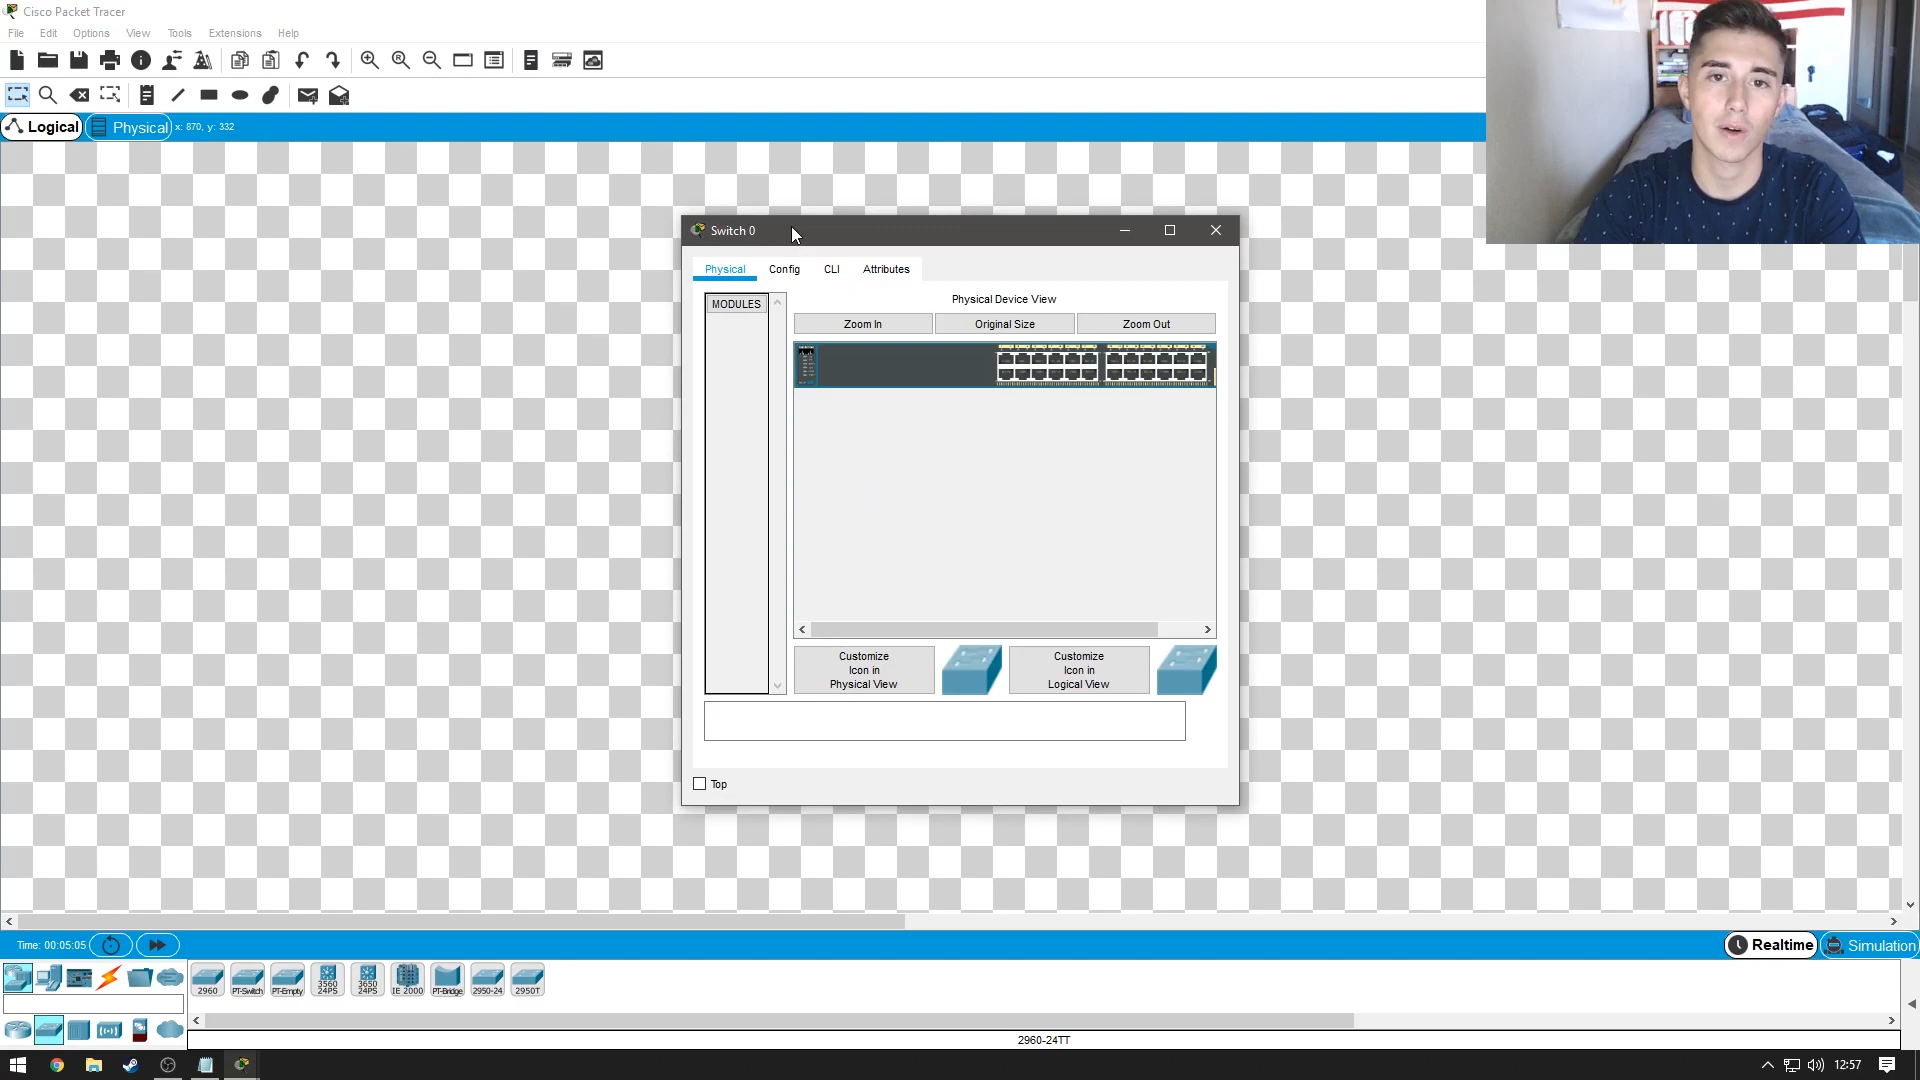 Cisco Packet Tracer
File Edit Options View Tools Extensions Help
Logical Physical x: 870, y: 332
Switch 0
Physical Config CLI Attributes
MODULES
Physical Device View
Zoom In Original Size Zoom Out
Customize
Icon in
Physical View
Customize
Icon in
Logical View
Top
Time: 00:05:05
Realtime Simulation
2960
PT-Switch
PT-Empty
3560
24PS
3650
24PS
IE 2000
PT-Bridge
2950-24
2950T
2960-24TT
12:57